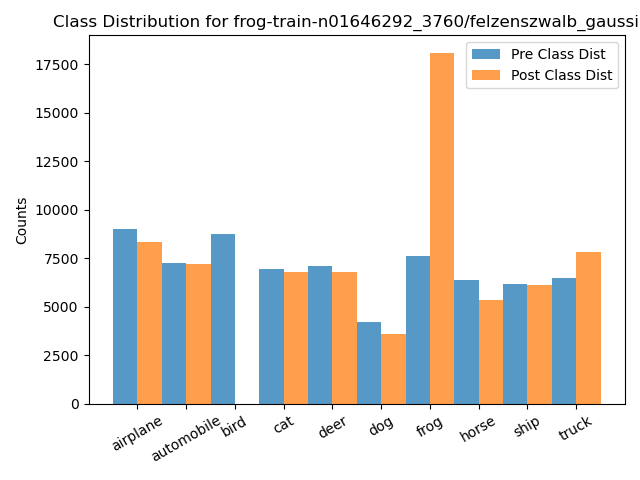 Class Distribution for frog-train-n01646292_3760/felzenszwalb_gaussi
Pre Class Dist
Post Class Dist
Counts
17500
15000
12500
10000
7500
5000
2500
0
airplane
automobile
bird
cat
deer
dog
frog
horse
ship
truck